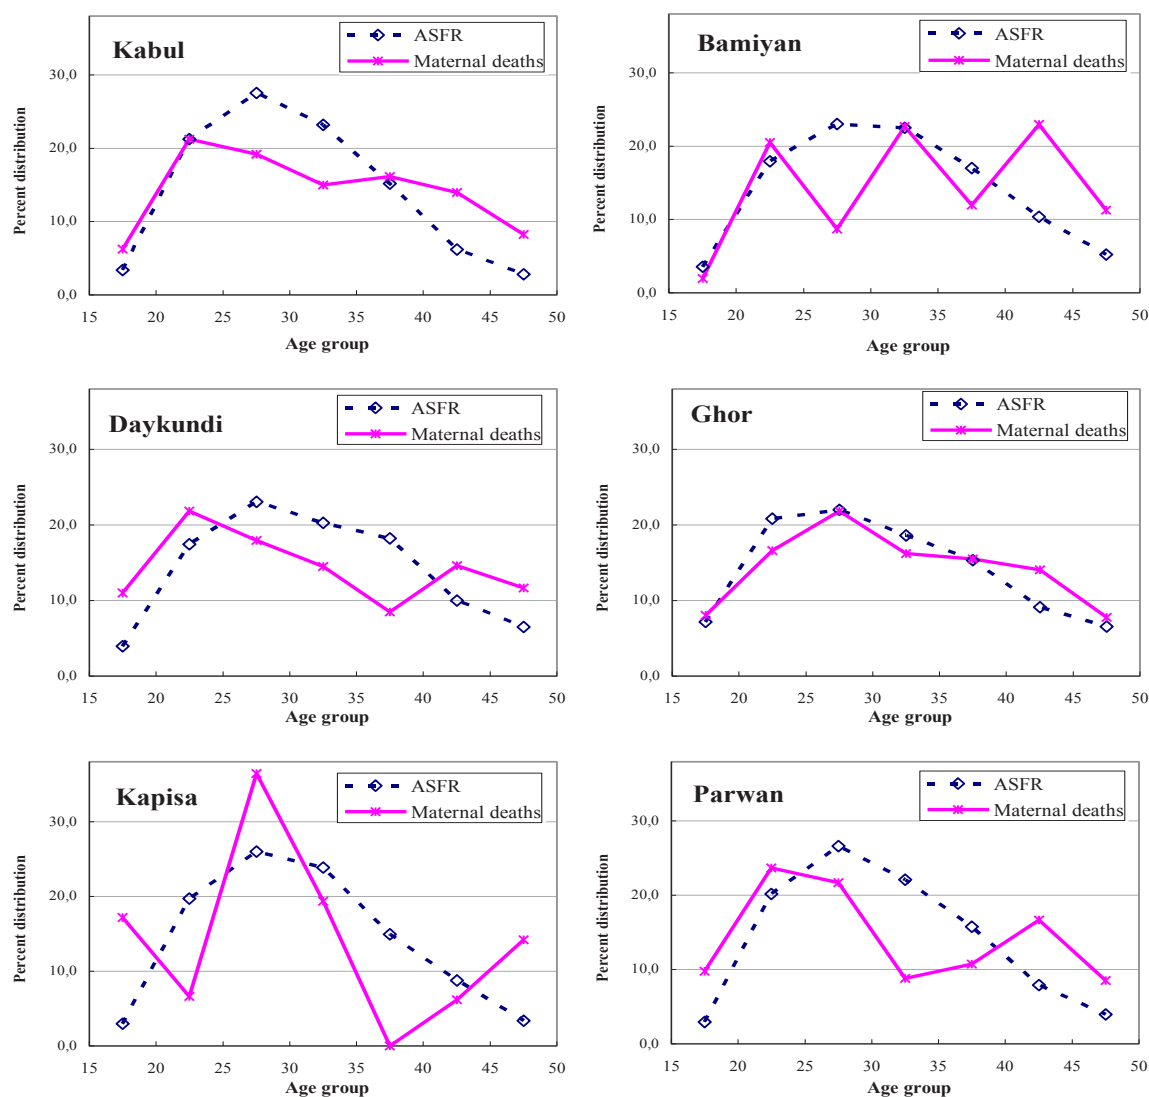 Kabul
ASFR
Maternal deaths
Percent distribution
30,0
20,0
10,0
0,0
15 20 25 30 35 40 45 50
Age group
Bamiyan
ASFR
Maternal deaths
Percent distribution
30,0
20,0
10,0
0,0
15 20 25 30 35 40 45 50
Age group
Daykundi
ASFR
Maternal deaths
Percent distribution
30,0
20,0
10,0
0,0
15 20 25 30 35 40 45 50
Age group
Ghor
ASFR
Maternal deaths
Percent distribution
30,0
20,0
10,0
0,0
15 20 25 30 35 40 45 50
Age group
Kapisa
ASFR
Maternal deaths
Percent distribution
30,0
20,0
10,0
0,0
15 20 25 30 35 40 45 50
Age group
Parwan
ASFR
Maternal deaths
Percent distribution
30,0
20,0
10,0
0,0
15 20 25 30 35 40 45 50
Age group